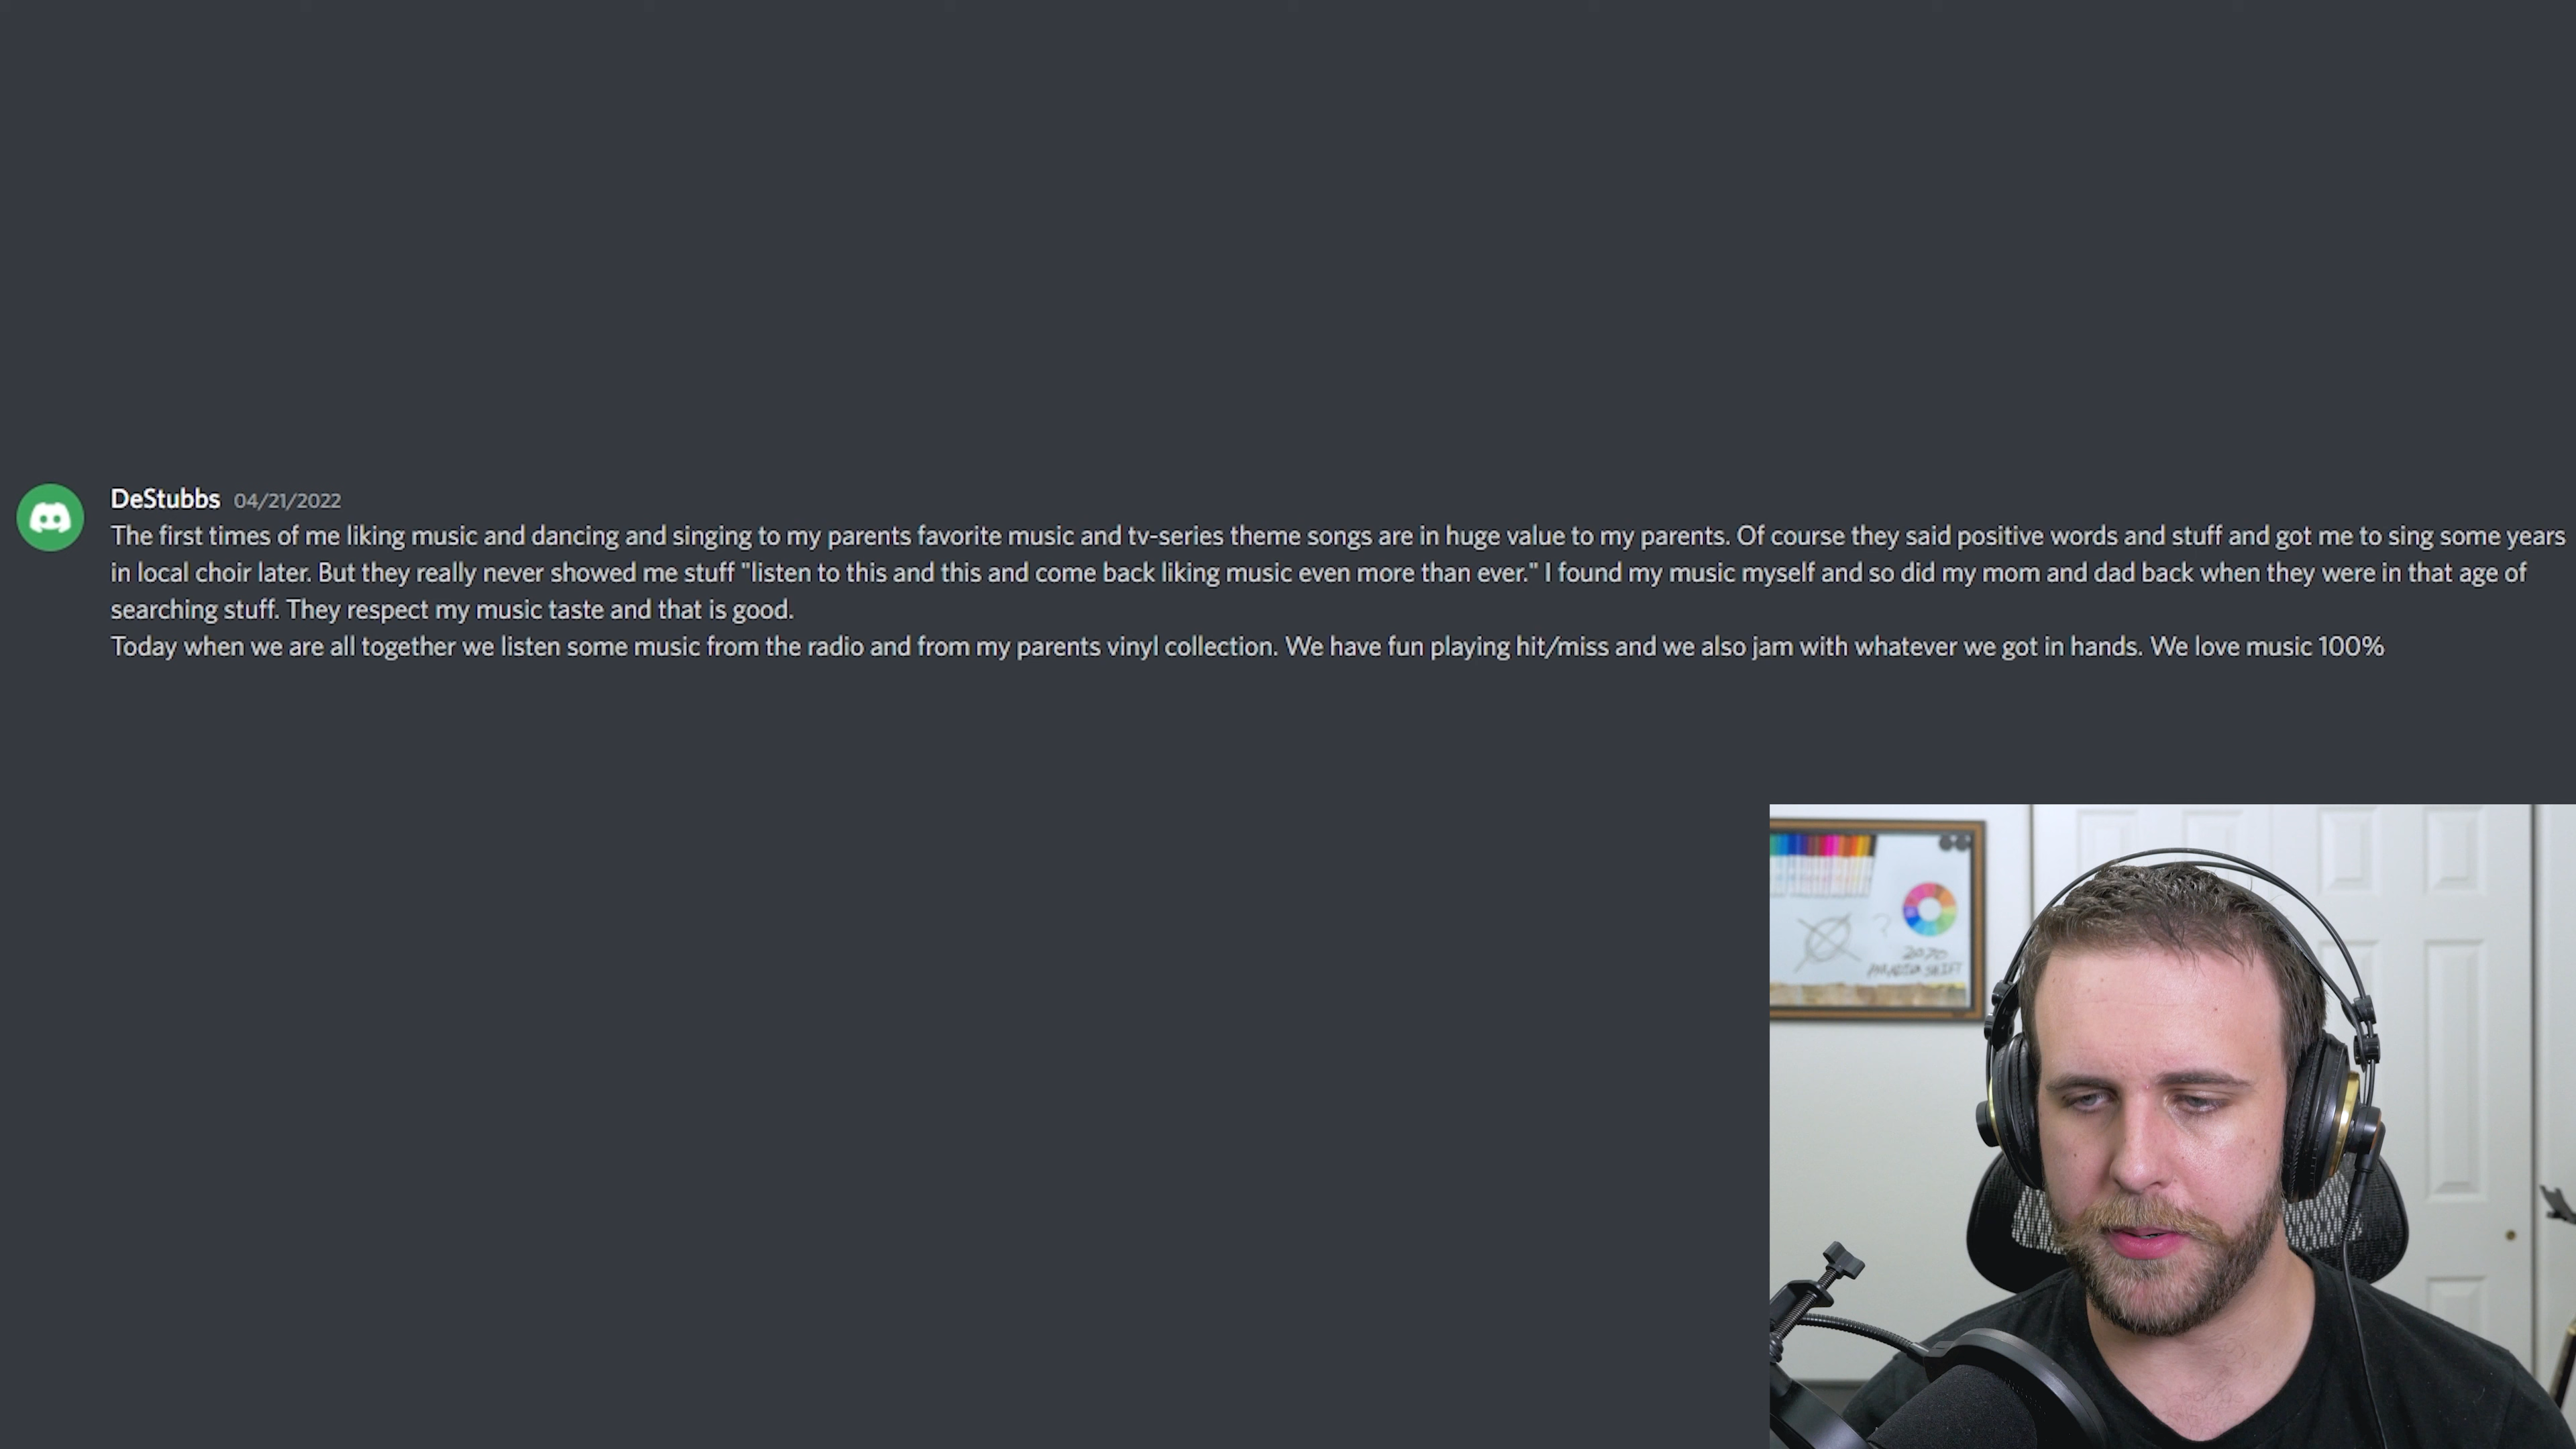 DeStubbs 04/21/2022
The first times of me liking music and dancing and singing to my parents favorite music and tv-series theme songs are in huge value to my parents. Of course they said positive words and stuff and got me to sing some years
in local choir later. But they really never showed me stuff "listen to this and this and come back liking music even more than ever." I found my music myself and so did my mom and dad back when they were in that age of
searching stuff. They respect my music taste and that is good.
Today when we are all together we listen some music from the radio and from my parents vinyl collection. We have fun playing hit/miss and we also jam with whatever we got in hands. We love music 100%
?